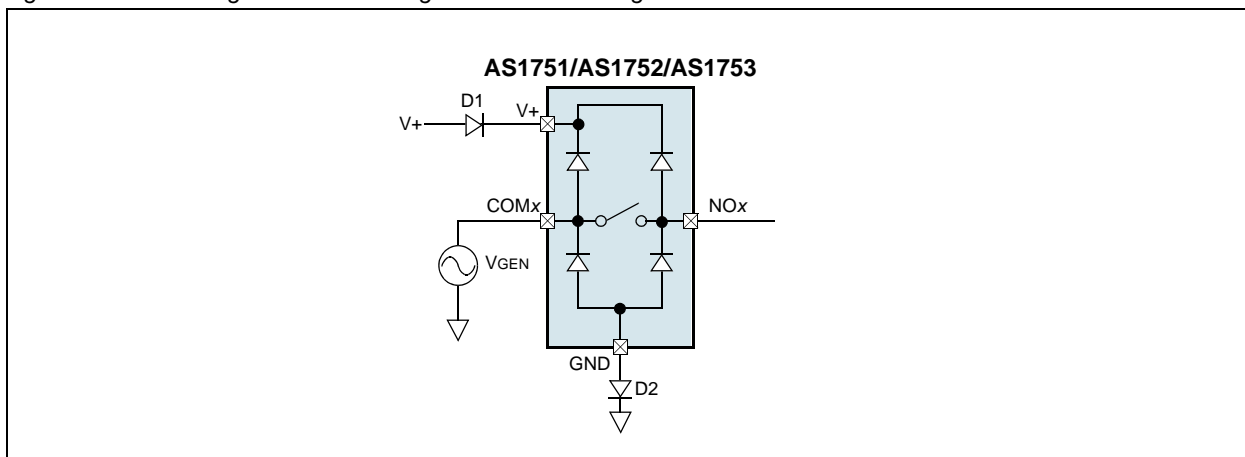 AS1751/AS1752/AS1753
D1
V+
V+
COMx
NOx
VGEN
GND
D2